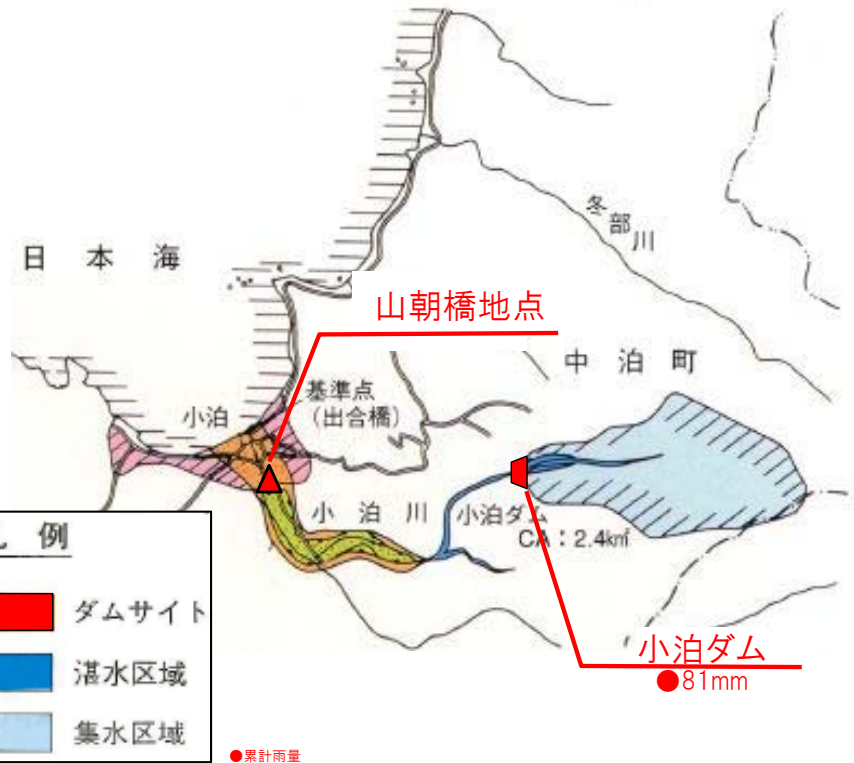 冬部川
日本海
山朝橋地点
中泊町
基準点
(出合橋)
小泊
小泊川
小泊ダム
CA：2.4k㎡
例
ダムサイト
湛水区域
集水区域
小泊ダム
●81mm
●累計雨量